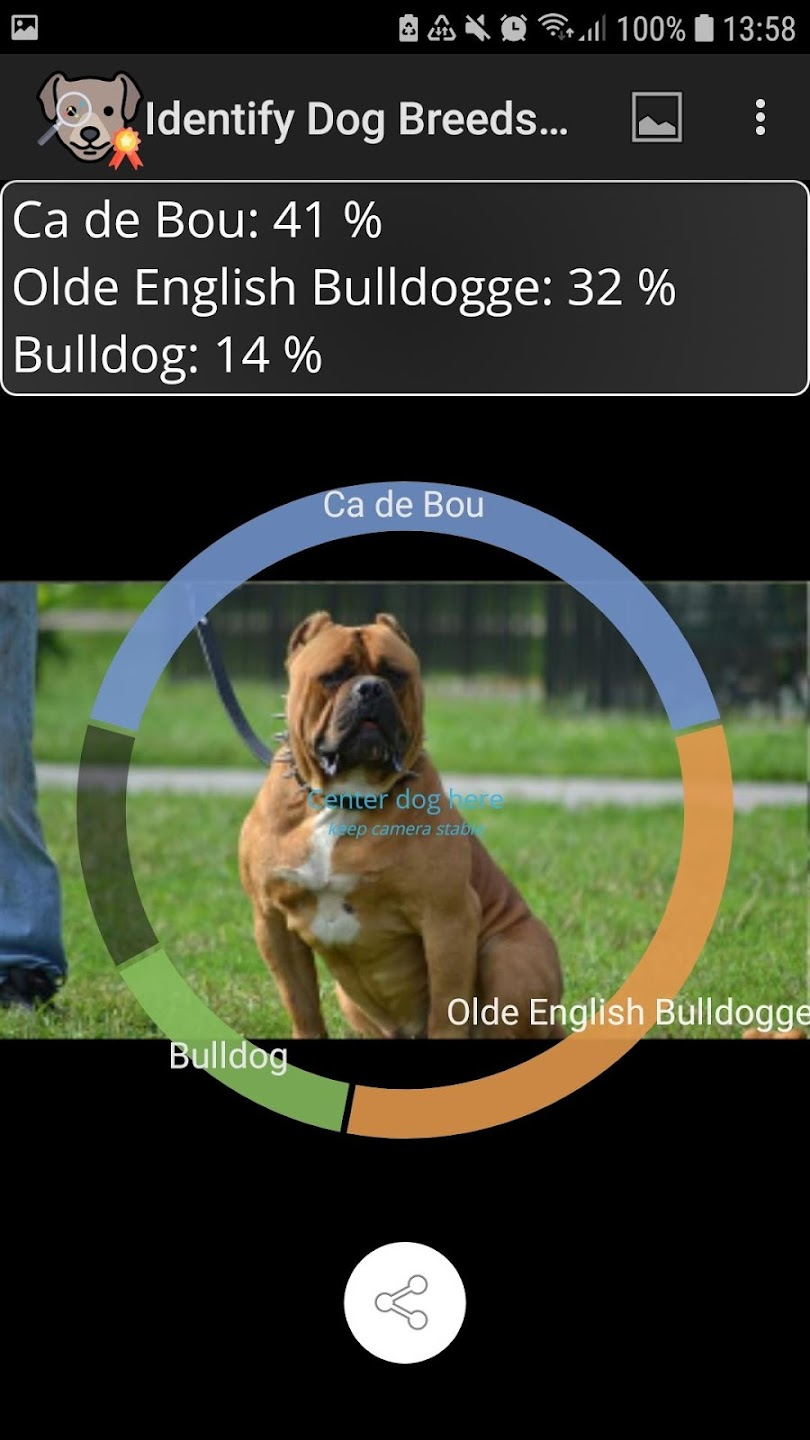 100% 13:58
Identify Dog Breeds...
Ca de Bou: 41 %
Olde English Bulldogge: 32 %
Bulldog: 14 %
Ca de Bou
Center dog here
keep camera stable
Olde English Bulldogge
Bulldog